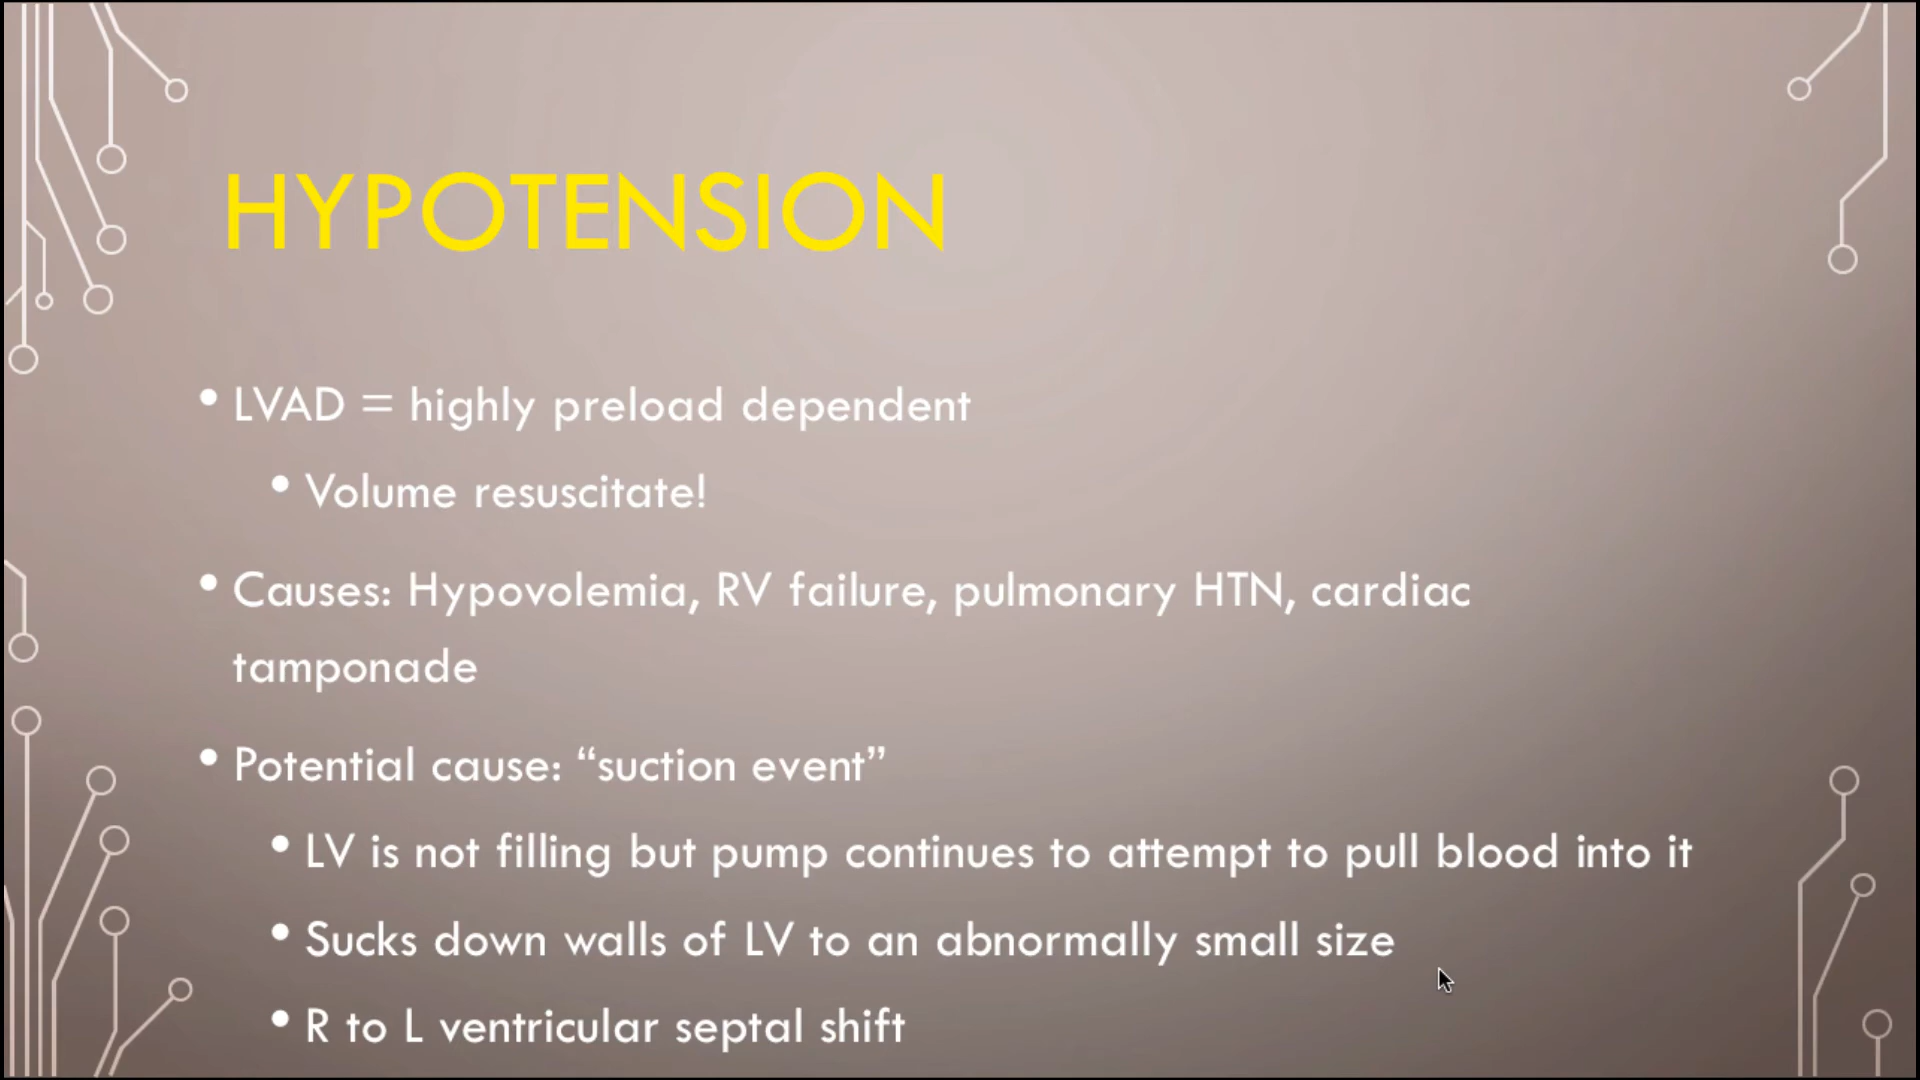 HYPOTENSION
• LVAD = highly preload dependent
• Volume resuscitate!
• Causes: Hypovolemia, RV failure, pulmonary HTN, cardiac
tamponade
• Potential cause: “suction event”
• LV is not filling but pump continues to attempt to pull blood into it
• Sucks down walls of LV to an abnormally small size
• R to L ventricular septal shift